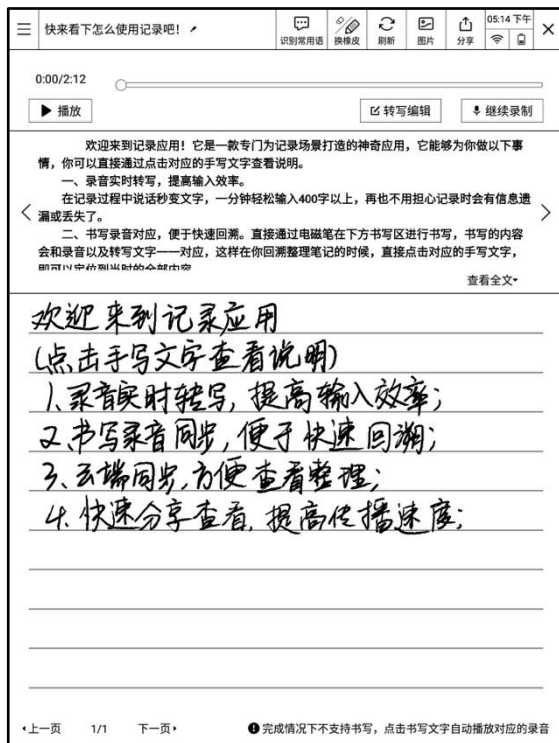 快来看下怎么使用记录吧！
识别常用语 换橡皮 刷新 图片 分享 05:14 下午
0:00/2:12
播放 转写编辑 继续录制
欢迎来到记录应用！它是一款专门为记录场景打造的神奇应用，它能够为你做以下事
情，你可以直接通过点击对应的手写文字查看说明。
一、录音实时转写，提高输入效率。
在记录过程中说话秒变文字，一分钟轻松输入400字以上，再也不用担心记录时会有信息遗
漏或丢失了。
二、书写录音对应，便于快速回溯。直接通过电磁笔在下方书写区进行书写，书写的内容
会和录音以及转写文字一一对应，这样在你回溯整理笔记的时候，直接点击对应的手写文字，
即可以定位到当时的全部内容
查看全文
欢迎来到记录应用
(点击手写文字查看说明)
1、录音实时转写，提高输入效率；
2、书写录音同步，便于快速回溯；
3、云端同步，方便查看整理；
4、快速分享查看，提高传播速度；
上一页 1/1 下一页 完成情况下不支持书写，点击书写文字自动播放对应的录音